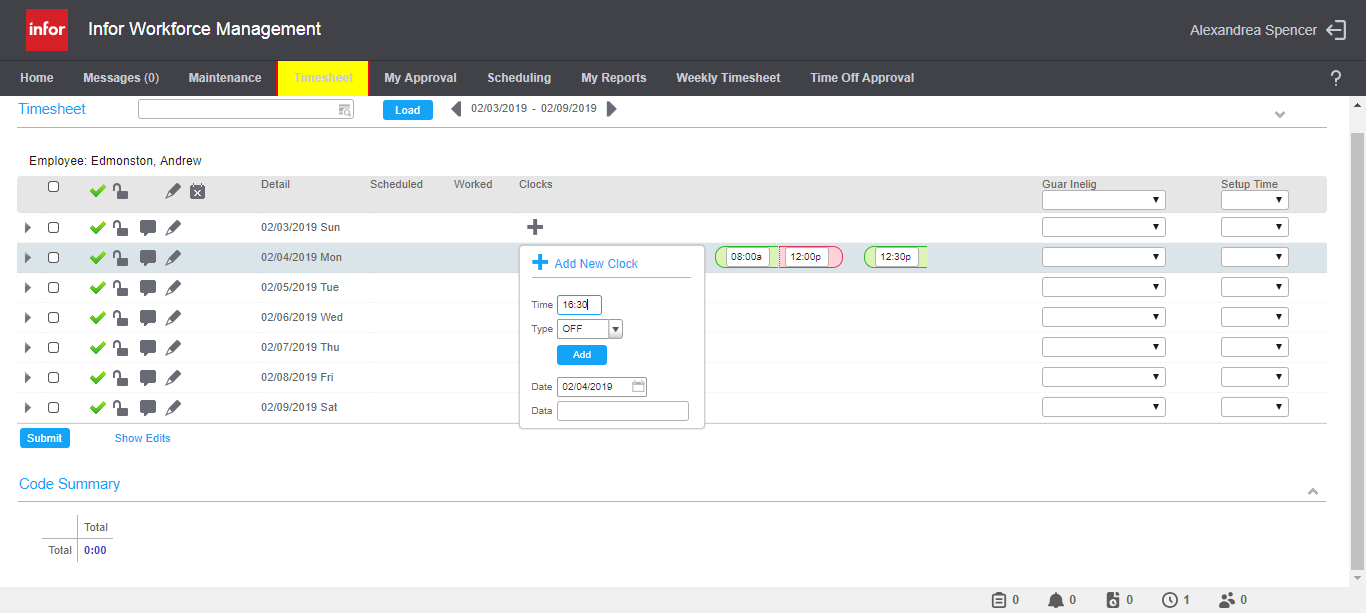 infor Infor Workforce Management Alexandrea Spencer
Home Messages (0) Maintenance Timesheet My Approval Scheduling My Reports Weekly Timesheet Time Off Approval ?
Timesheet Load 02/03/2019 - 02/09/2019
Employee: Edmonston, Andrew
Detail Scheduled Worked Clocks Guar Inelig Setup Time
02/03/2019 Sun
02/04/2019 Mon 08:00a 12:00p 12:30p
Add New Clock
02/05/2019 Tue
Time 16:30
02/06/2019 Wed
Type OFF
02/07/2019 Thu
Add
02/08/2019 Fri
Date 02/04/2019
02/09/2019 Sat
Data
Submit Show Edits
Code Summary
Total
Total 0:00
0 0 0 1 0